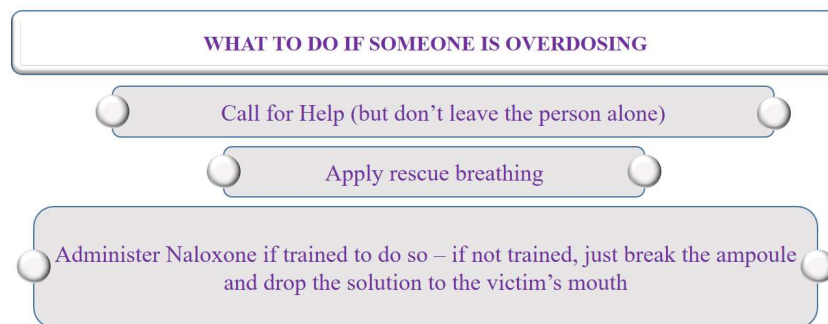 WHAT TO DO IF SOMEONE IS OVERDOSING
Call for Help (but don’t leave the person alone)
Apply rescue breathing
Administer Naloxone if trained to do so – if not trained, just break the ampoule
and drop the solution to the victim’s mouth